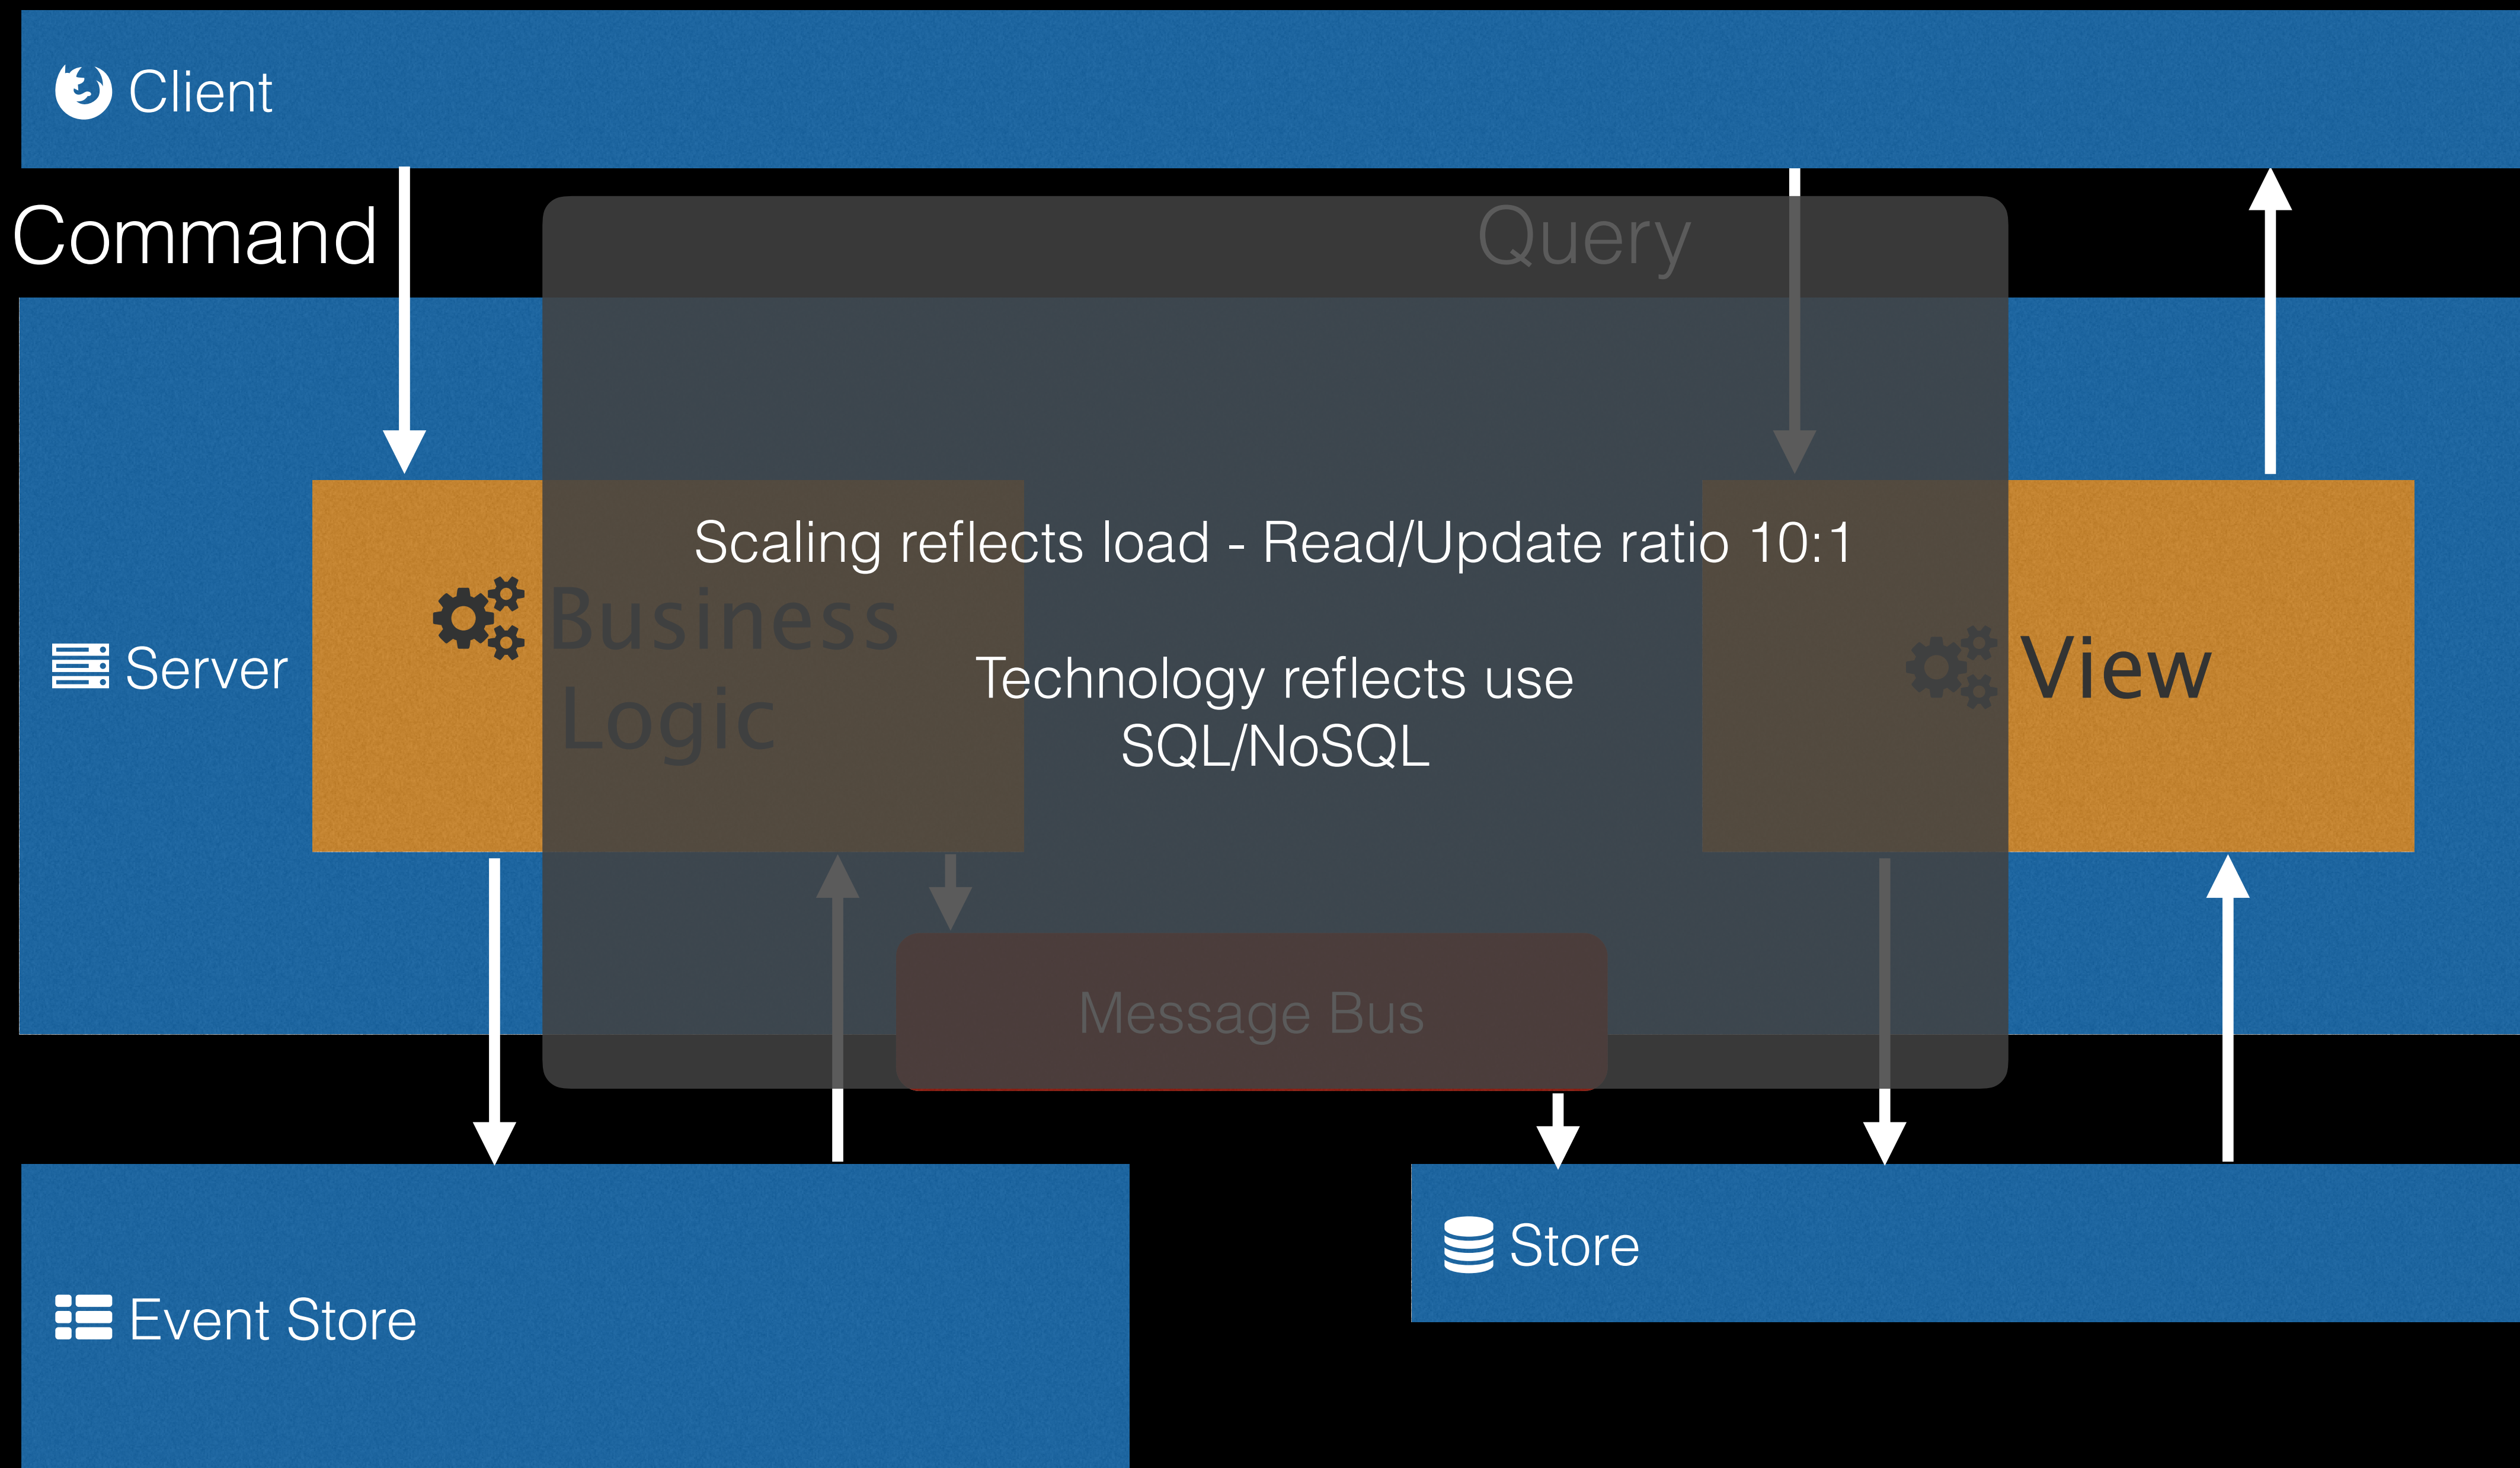 Client
Command
Query
Scaling reflects load - Read/Update ratio 10:1
Business
Logic
Server
Technology reflects use
SQL/NoSQL
View
Message Bus
Store
Event Store